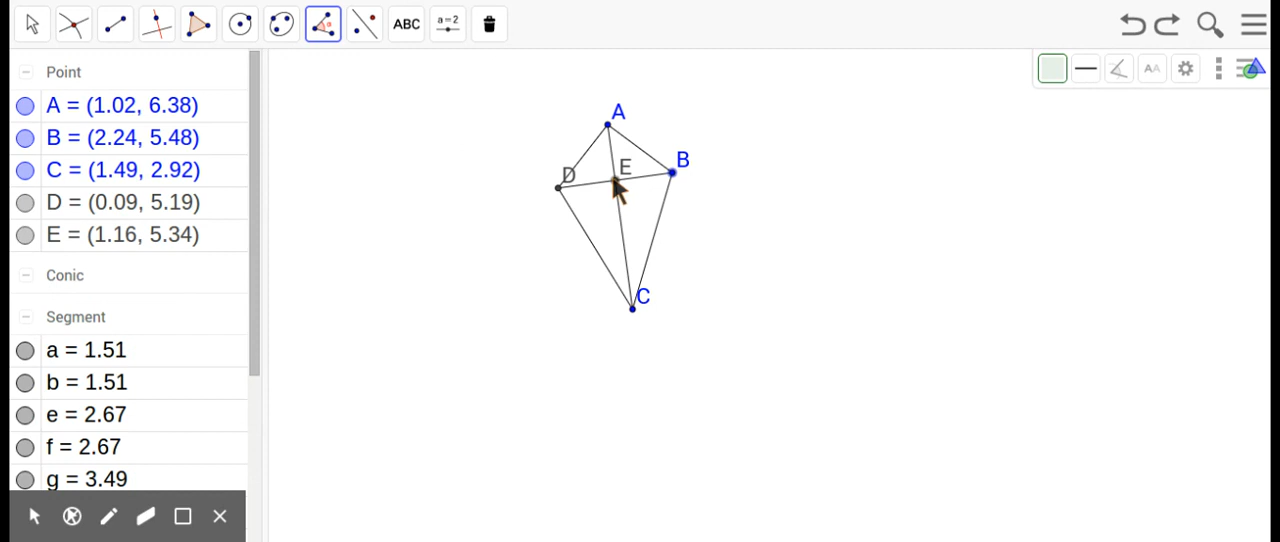 ABC
a=2
AA
Point
A = (1.02, 6.38)
B = (2.24, 5.48)
C = (1.49, 2.92)
D = (0.09, 5.19)
E = (1.16, 5.34)
Conic
Segment
a = 1.51
b = 1.51
e = 2.67
f = 2.67
g = 3.49
A
B
D
E
C